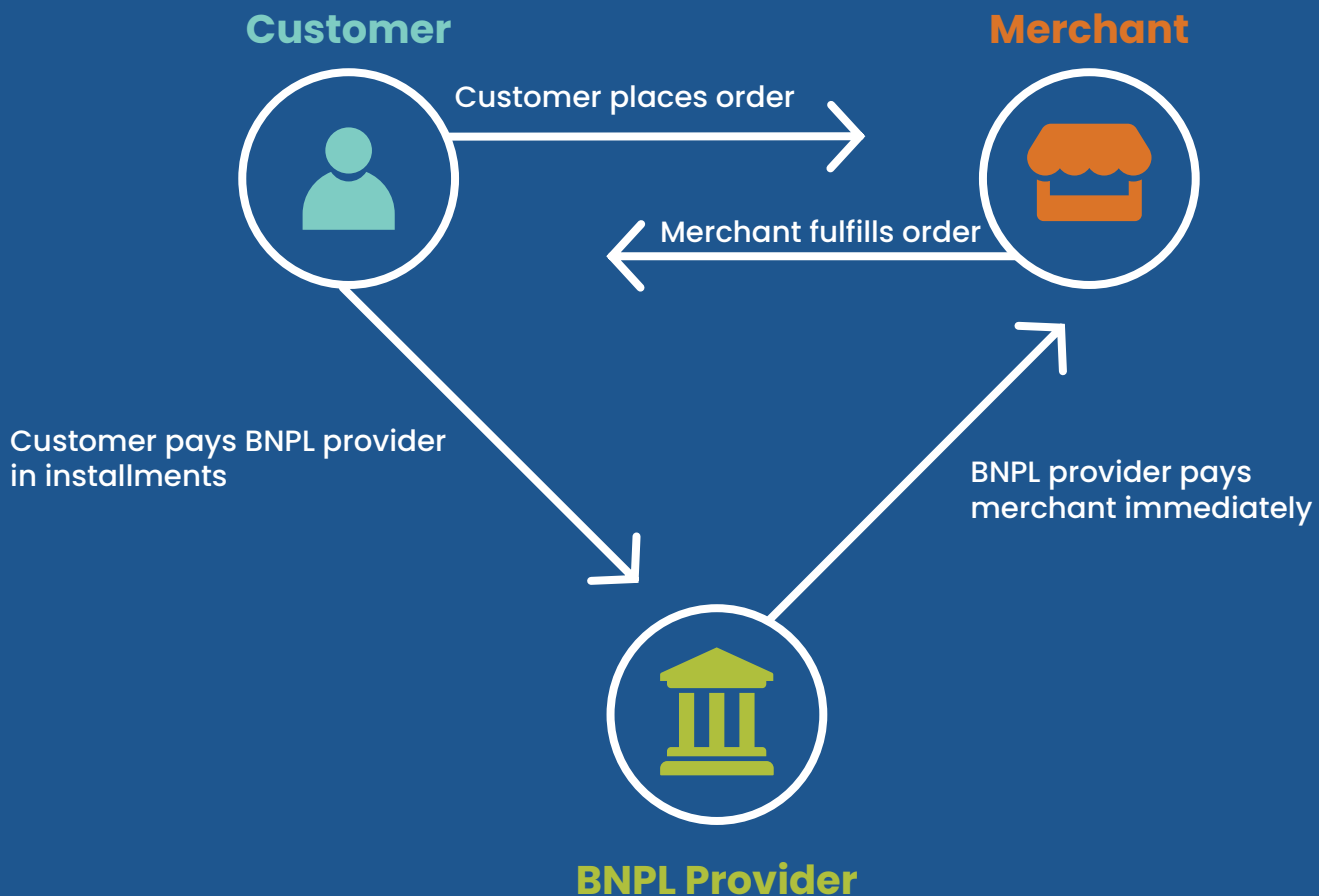 Customer
Merchant
Customer places order
Merchant fulfills order
Customer pays BNPL provider
in installments
BNPL provider pays
merchant immediately
BNPL Provider